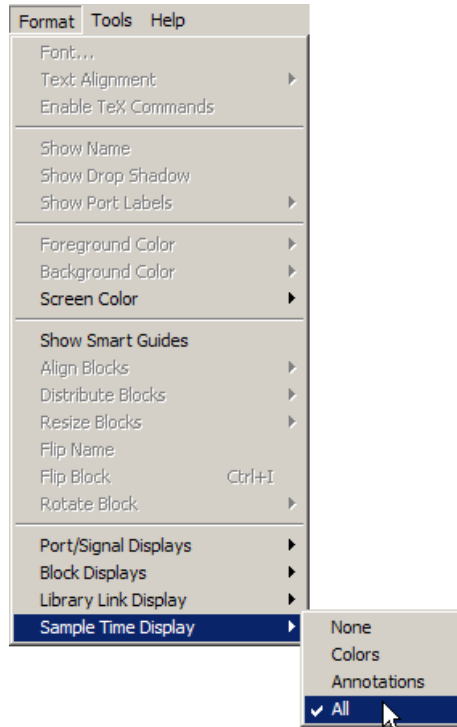 Format Tools Help
Font...
Text Alignment
Enable TeX Commands
Show Name
Show Drop Shadow
Show Port Labels
Foreground Color
Background Color
Screen Color
Show Smart Guides
Align Blocks
Distribute Blocks
Resize Blocks
Flip Name
Flip Block Ctrl+I
Rotate Block
Port/Signal Displays
Block Displays
Library Link Display
Sample Time Display
None
Colors
Annotations
All